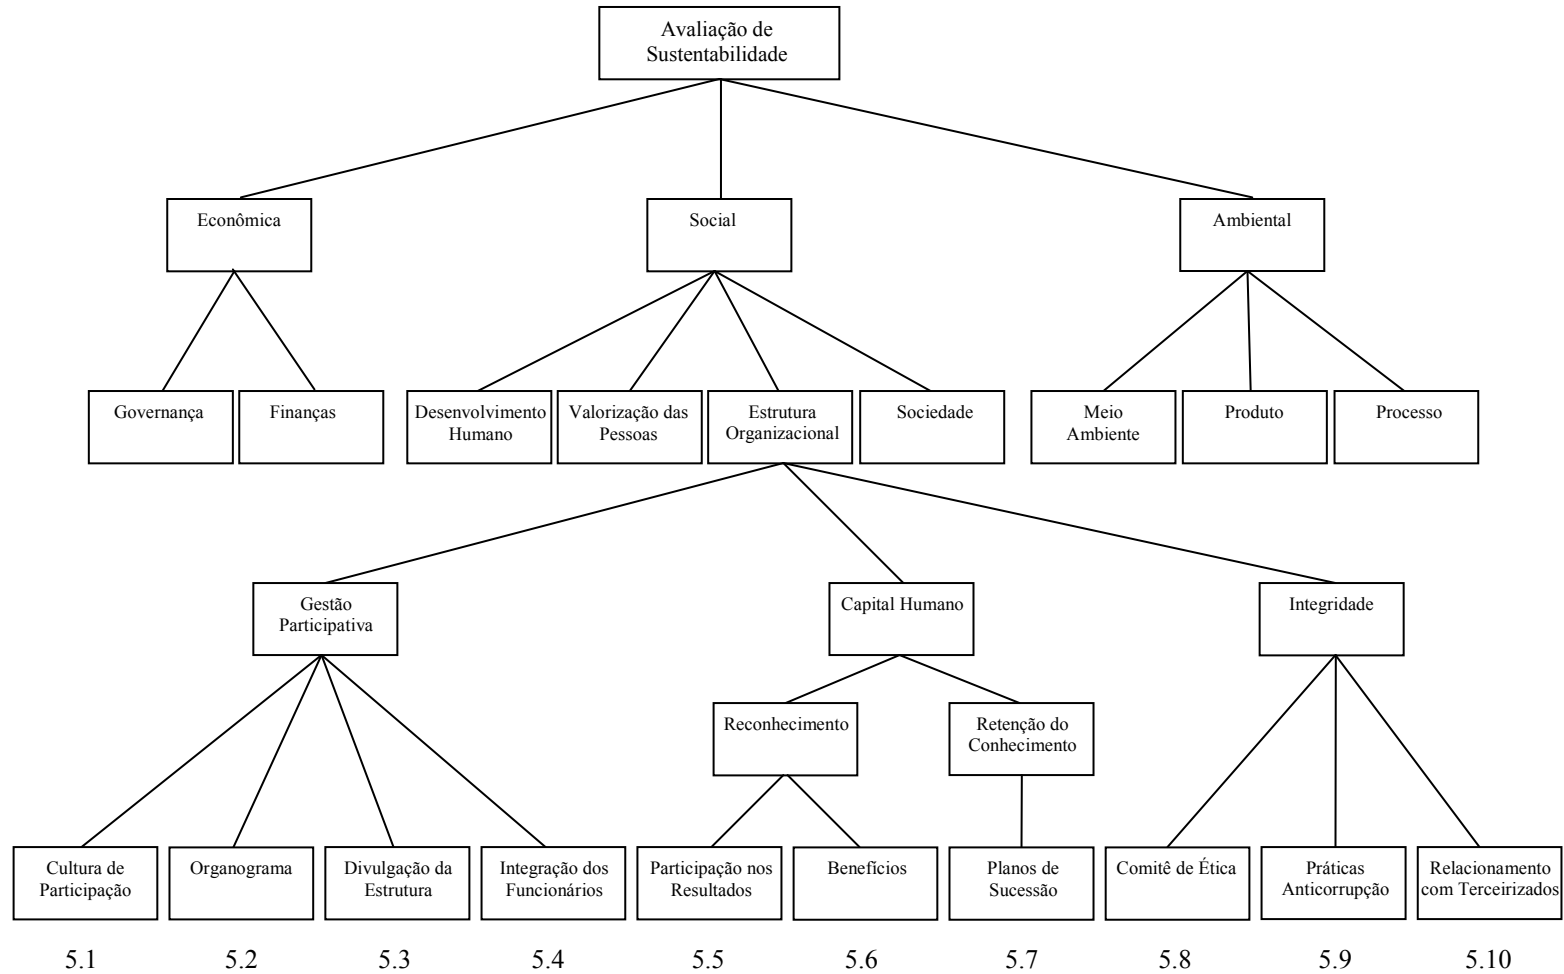 Avaliação de
Sustentabilidade
Econômica
Social
Ambiental
Governança
Finanças
Desenvolvimento
Humano
Valorização das
Pessoas
Estrutura
Organizacional
Sociedade
Meio
Ambiente
Produto
Processo
Gestão
Participativa
Capital Humano
Integridade
Reconhecimento
Retenção do
Conhecimento
Cultura de
Participação
Organograma
Divulgação da
Estrutura
Integração dos
Funcionários
Participação nos
Resultados
Benefícios
Planos de
Sucessão
Comitê de Ética
Práticas
Anticorrupção
Relacionamento
com Terceirizados
5.1
5.2
5.3
5.4
5.5
5.6
5.7
5.8
5.9
5.10